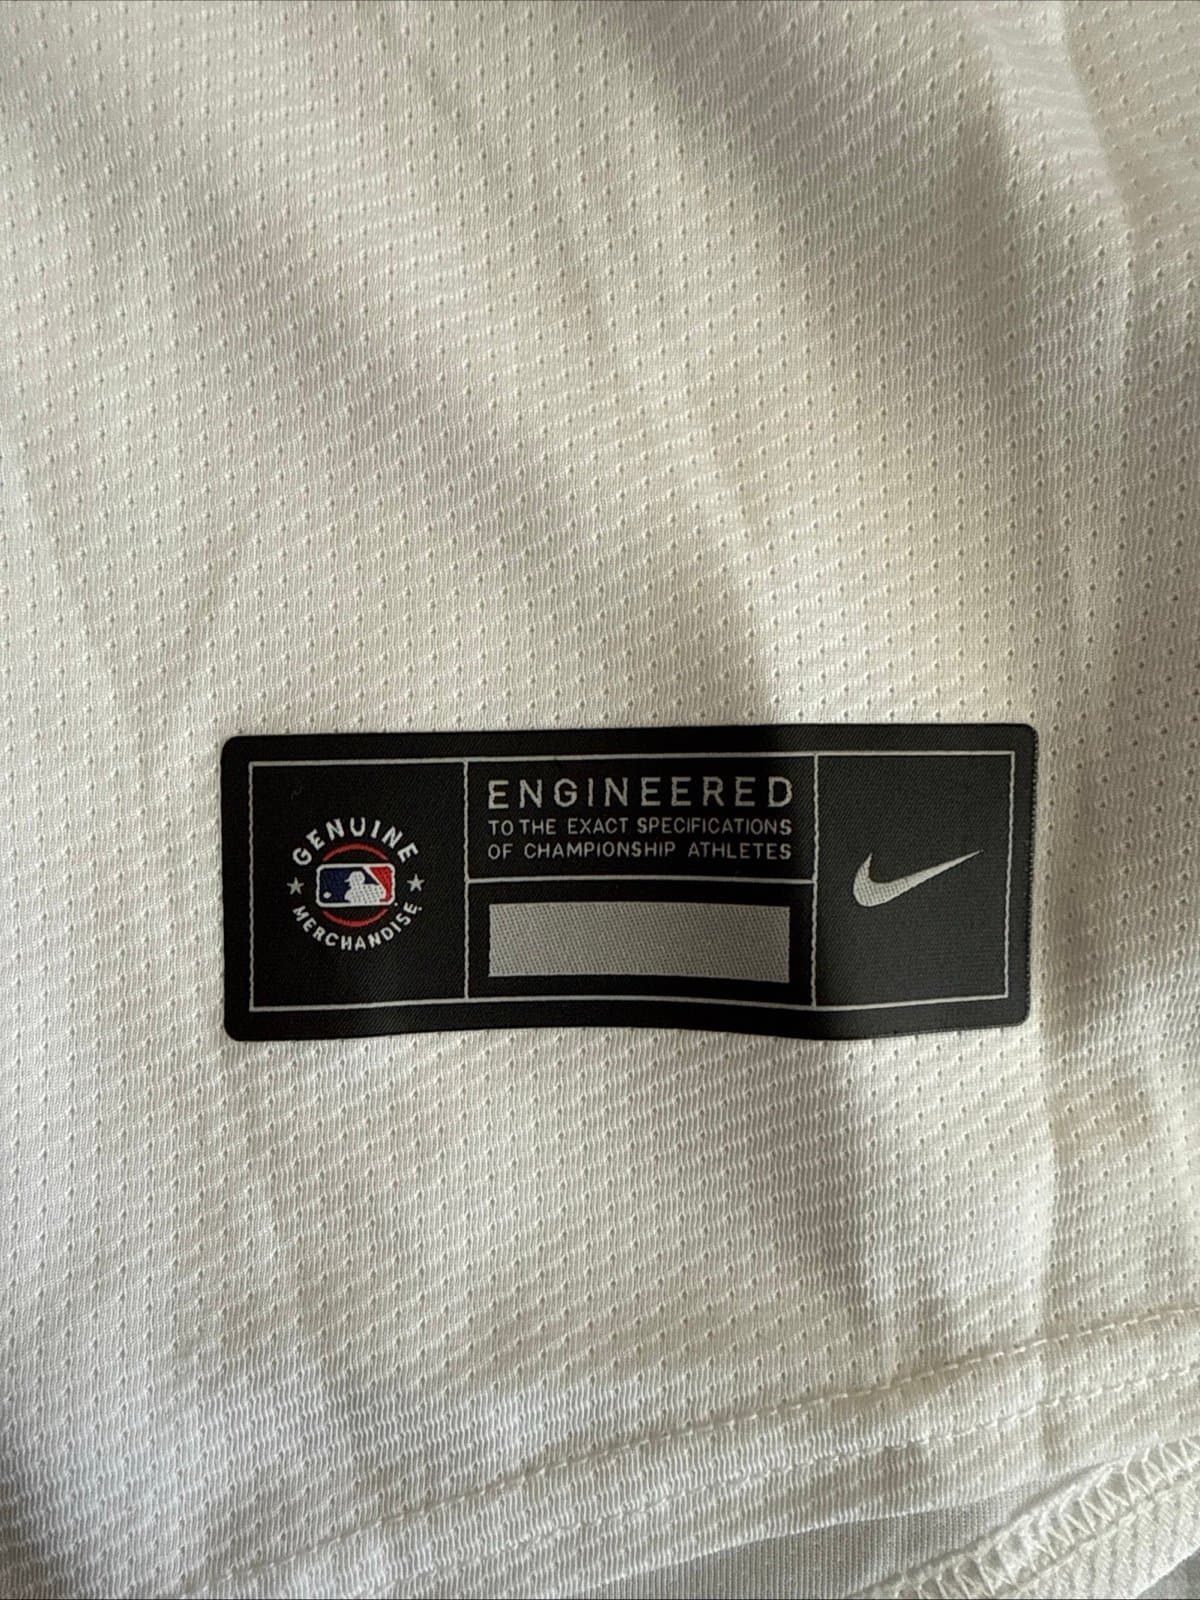 GENUINE
MERCHANDISE
ENGINEERED
TO THE EXACT SPECIFICATIONS
OF CHAMPIONSHIP ATHLETES